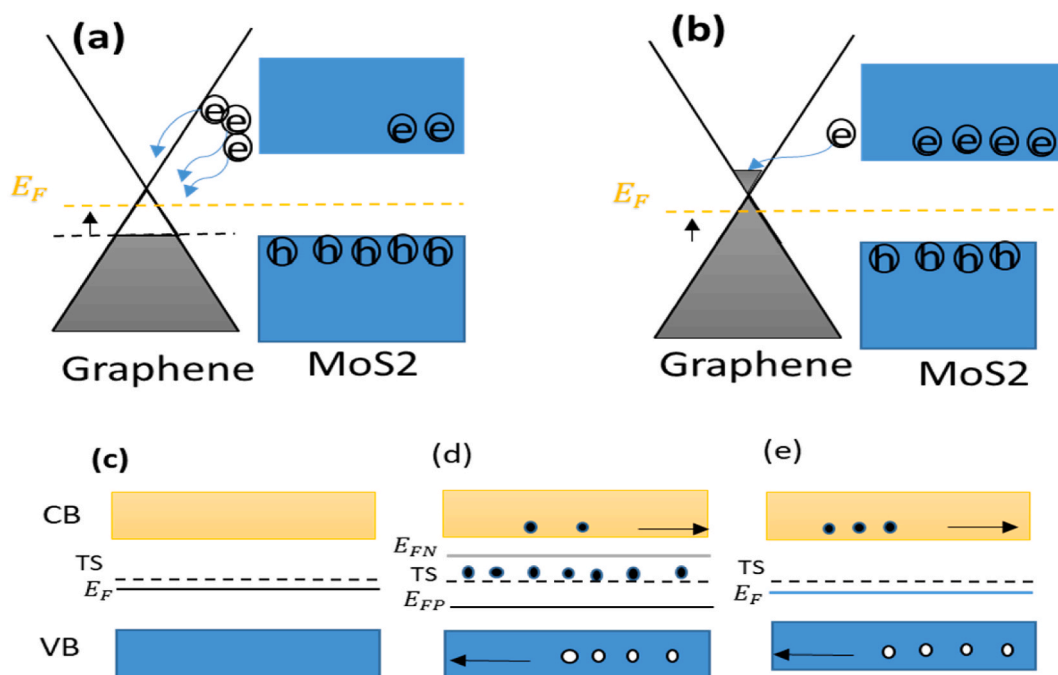 (a)
e
e
e
e e
E_F
h h h h h
Graphene
MoS2
(b)
e
e e e e
E_F
h h h h
Graphene
MoS2
(c)
CB
TS
E_F
VB
(d)
E_FN
TS
E_FP
(e)
TS
E_F